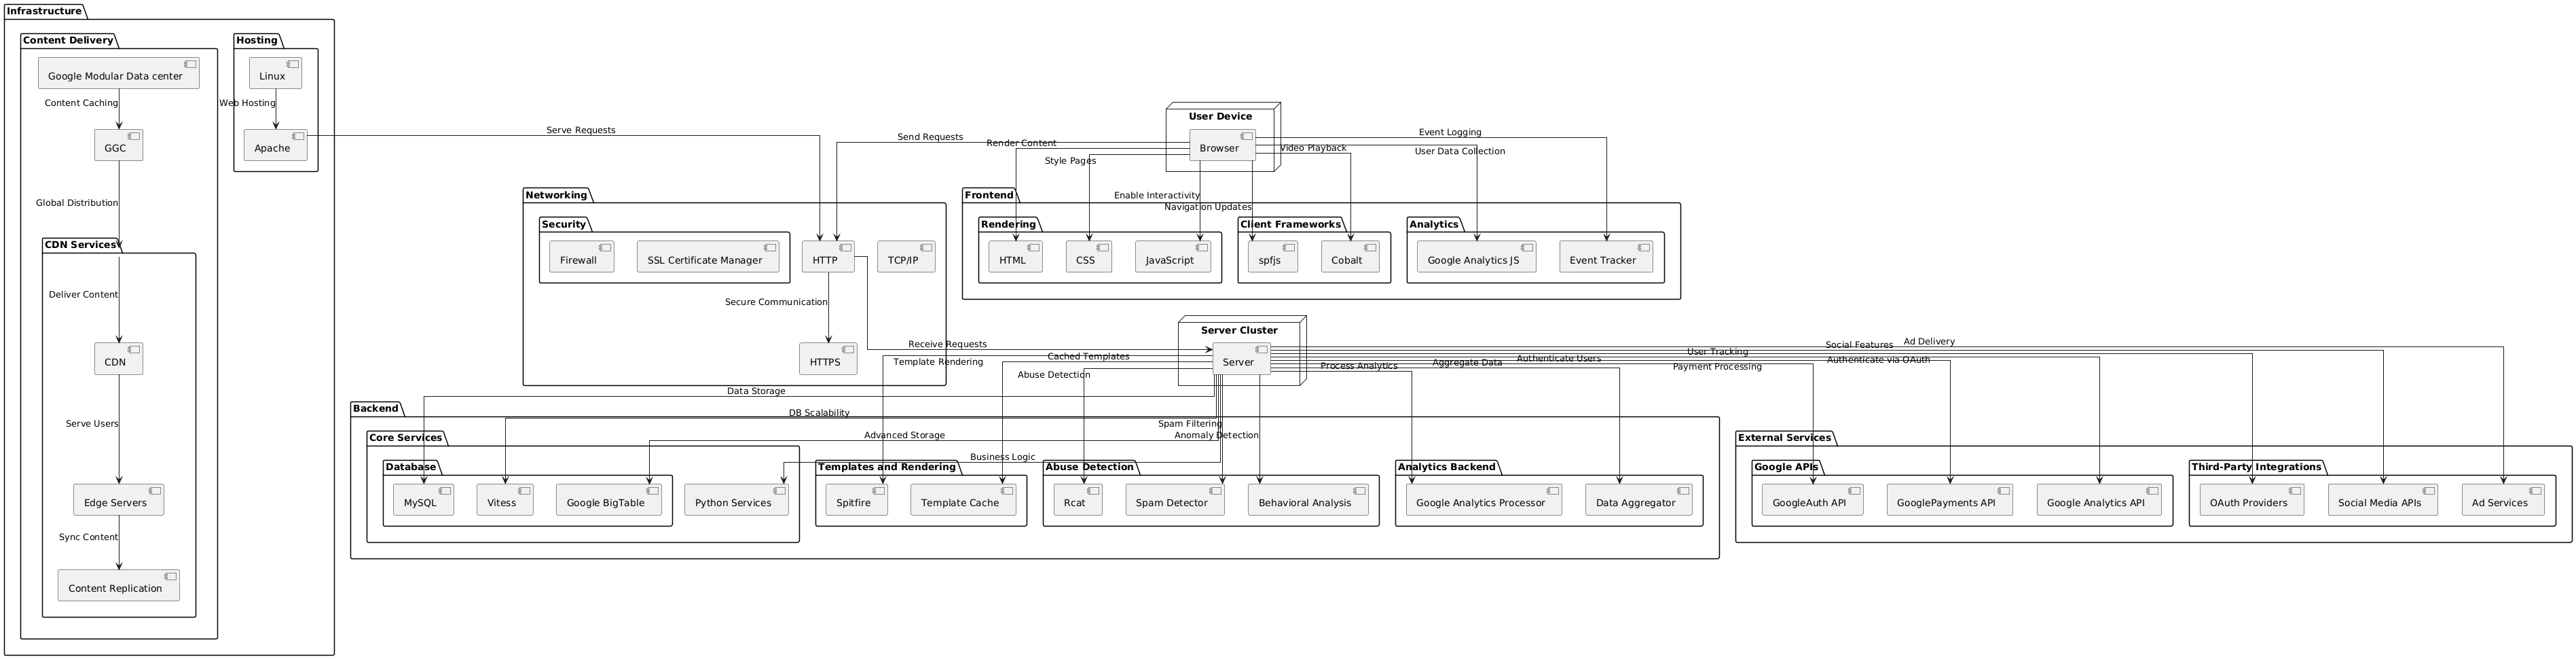 Infrastructure
Content Delivery
Hosting
Google Modular Data center
Linux
Content Caching
Web Hosting
GGC
Apache
Global Distribution
CDN Services
Deliver Content
CDN
Serve Users
Edge Servers
Sync Content
Content Replication
Serve Requests
User Device
Browser
Send Requests
Render Content
Style Pages
Enable Interactivity
Navigation Updates
Video Playback
User Data Collection
Event Logging
Networking
Security
Firewall
SSL Certificate Manager
HTTP
TCP/IP
Secure Communication
HTTPS
Frontend
Rendering
HTML
CSS
JavaScript
Client Frameworks
spfjs
Cobalt
Analytics
Google Analytics JS
Event Tracker
Server Cluster
Server
Receive Requests
Template Rendering
Cached Templates
Abuse Detection
Data Storage
DB Scalability
Advanced Storage
Business Logic
Spam Filtering
Anomaly Detection
Process Analytics
Aggregate Data
Authenticate Users
Payment Processing
User Tracking
Authenticate via OAuth
Social Features
Ad Delivery
Backend
Core Services
Database
MySQL
Vitess
Google BigTable
Python Services
Templates and Rendering
Spitfire
Template Cache
Abuse Detection
Rcat
Spam Detector
Behavioral Analysis
Analytics Backend
Google Analytics Processor
Data Aggregator
External Services
Google APIs
GoogleAuth API
GooglePayments API
Google Analytics API
Third-Party Integrations
OAuth Providers
Social Media APIs
Ad Services